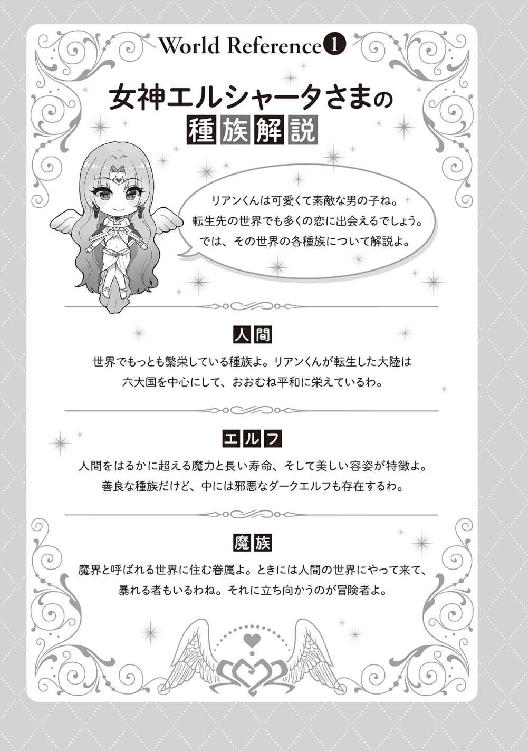 World Reference❶
女神エルシャータさまの
種族解説
リアンくんは可愛くて素敵な男の子ね。
転生先の世界でも多くの恋に出会えるでしょう。
では、その世界の各種族について解説よ。
人間
世界でもっとも繁栄している種族よ。リアンくんが転生した大陸は
六大国を中心にして、おおむね平和に栄えているわ。
エルフ
人間をはるかに超える魔力と長い寿命、そして美しい容姿が特徴よ。
善良な種族だけど、中には邪悪なダークエルフも存在するわ。
魔族
魔界と呼ばれる世界に住む眷属よ。ときには人間の世界にやって来て、
暴れる者もいるわね。それに立ち向かうのが冒険者よ。